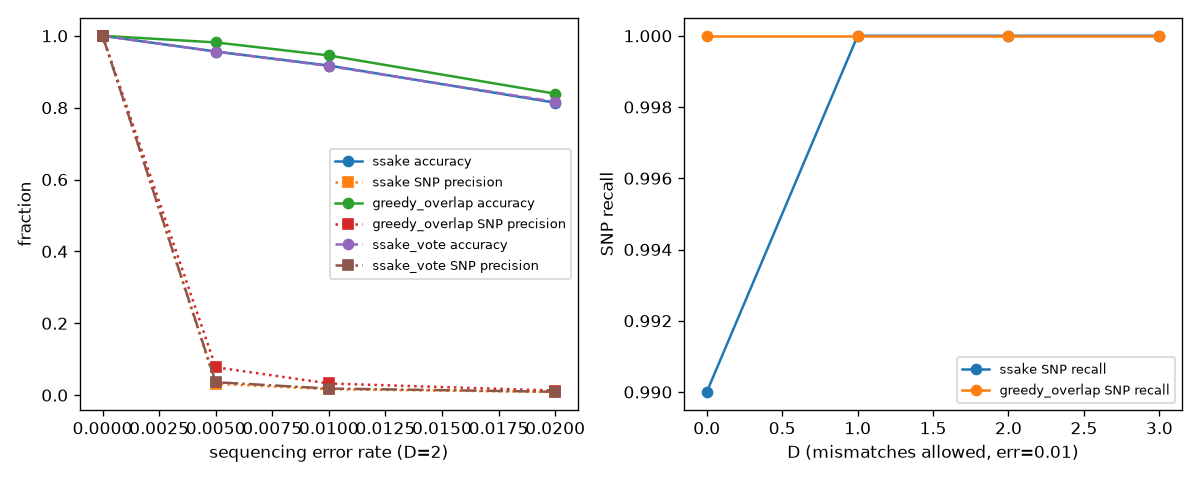 1.0
0.8
0.6
0.4
0.2
0.0
fraction
0.0000 0.0025 0.0050 0.0075 0.0100 0.0125 0.0150 0.0175 0.0200
sequencing error rate (D=2)
ssake accuracy
ssake SNP precision
greedy_overlap accuracy
greedy_overlap SNP precision
ssake_vote accuracy
ssake_vote SNP precision
1.000
0.998
0.996
0.994
0.992
0.990
SNP recall
0.0 0.5 1.0 1.5 2.0 2.5 3.0
D (mismatches allowed, err=0.01)
ssake SNP recall
greedy_overlap SNP recall